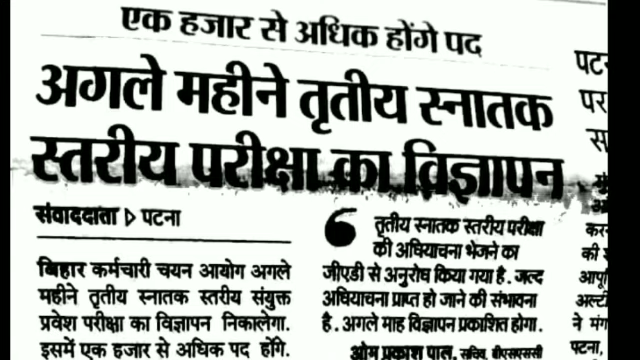 एक हजार से अधिक होंगे पद
अगले महीने तृतीय स्नातक
स्तरीय परीक्षा का विज्ञापन
संवाददाता ▷ पटना
बिहार कर्मचारी चयन आयोग अगले
महीने तृतीय स्नातक स्तरीय संयुक्त
प्रवेश परीक्षा का विज्ञापन निकालेगा.
इसमें एक हजार से अधिक पद होंगे.
तृतीय स्नातक स्तरीय परीक्षा
की अधियाचना भेजने का
जीएडी से अनुरोध किया गया है. जल्द
अधियाचना प्राप्त हो जाने की संभावना
है. अगले माह विज्ञापन प्रकाशित होगा.
ओम प्रकाश पाल, सचिव बीएसएससी
की
आपूर्ति
ने
पटना.